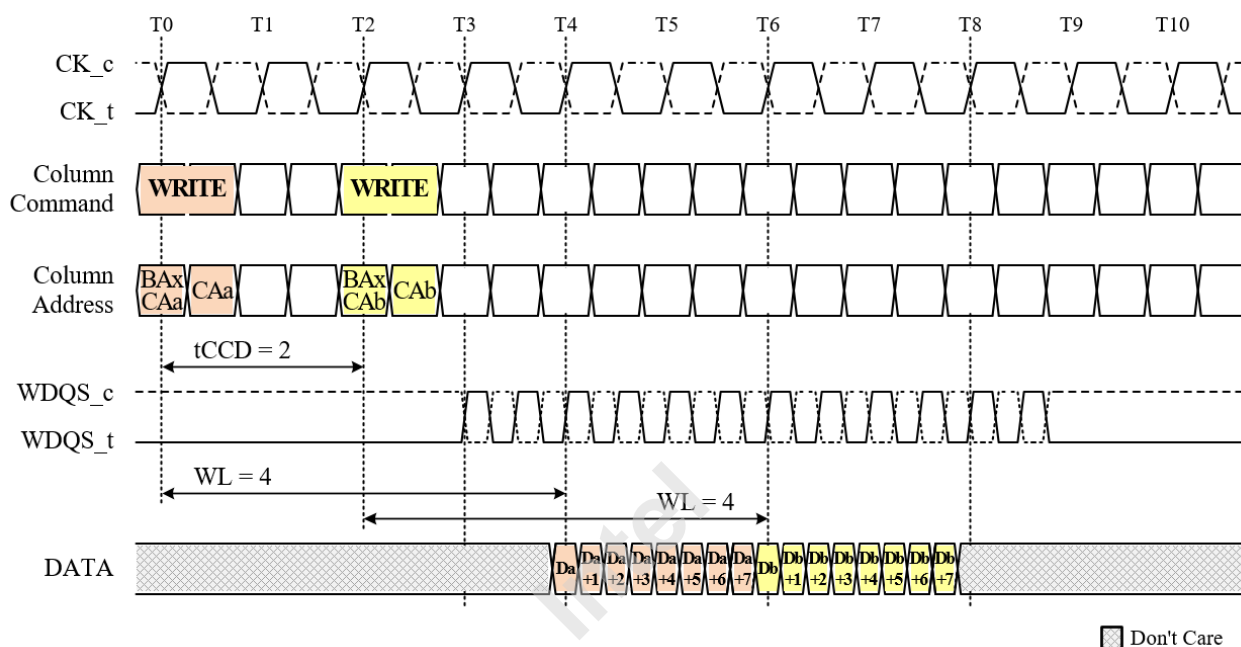 T0 T1 T2 T3 T4 T5 T6 T7 T8 T9 T10
CK_c
CK_t
Column
Command
WRITE WRITE
Column
Address
BAx
CAa
CAa
BAx
CAb
CAb
tCCD = 2
WDQS_c
WDQS_t
WL = 4
WL = 4
DATA
Da Da Da Da Da Da Da Da Db Db Db Db Db Db Db Db
+1 +2 +3 +4 +5 +6 +7 +1 +2 +3 +4 +5 +6 +7
Intel
Don't Care